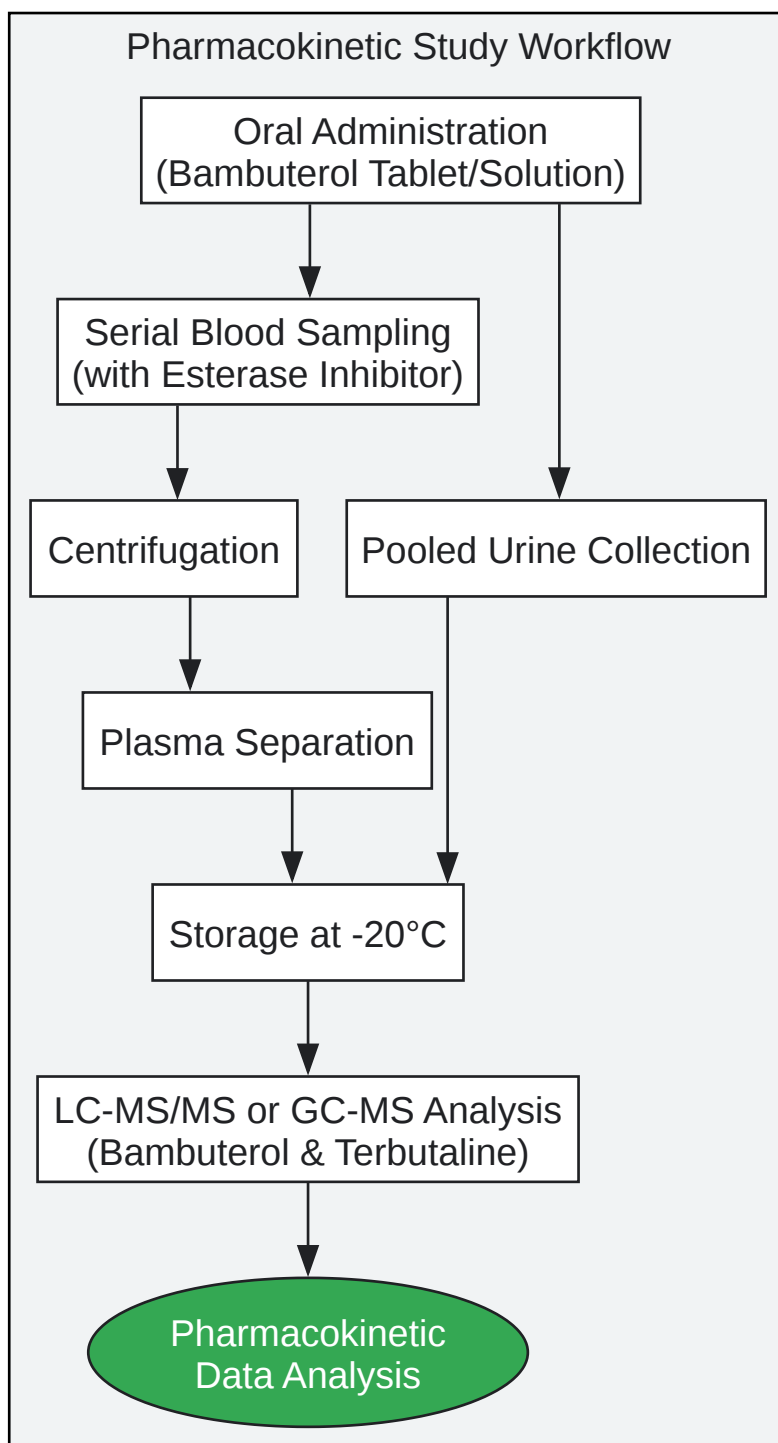 Pharmacokinetic Study Workflow
Oral Administration
(Bambuterol Tablet/Solution)
Serial Blood Sampling
(with Esterase Inhibitor)
Centrifugation
Pooled Urine Collection
Plasma Separation
Storage at -20°C
LC-MS/MS or GC-MS Analysis
(Bambuterol & Terbutaline)
Pharmacokinetic
Data Analysis